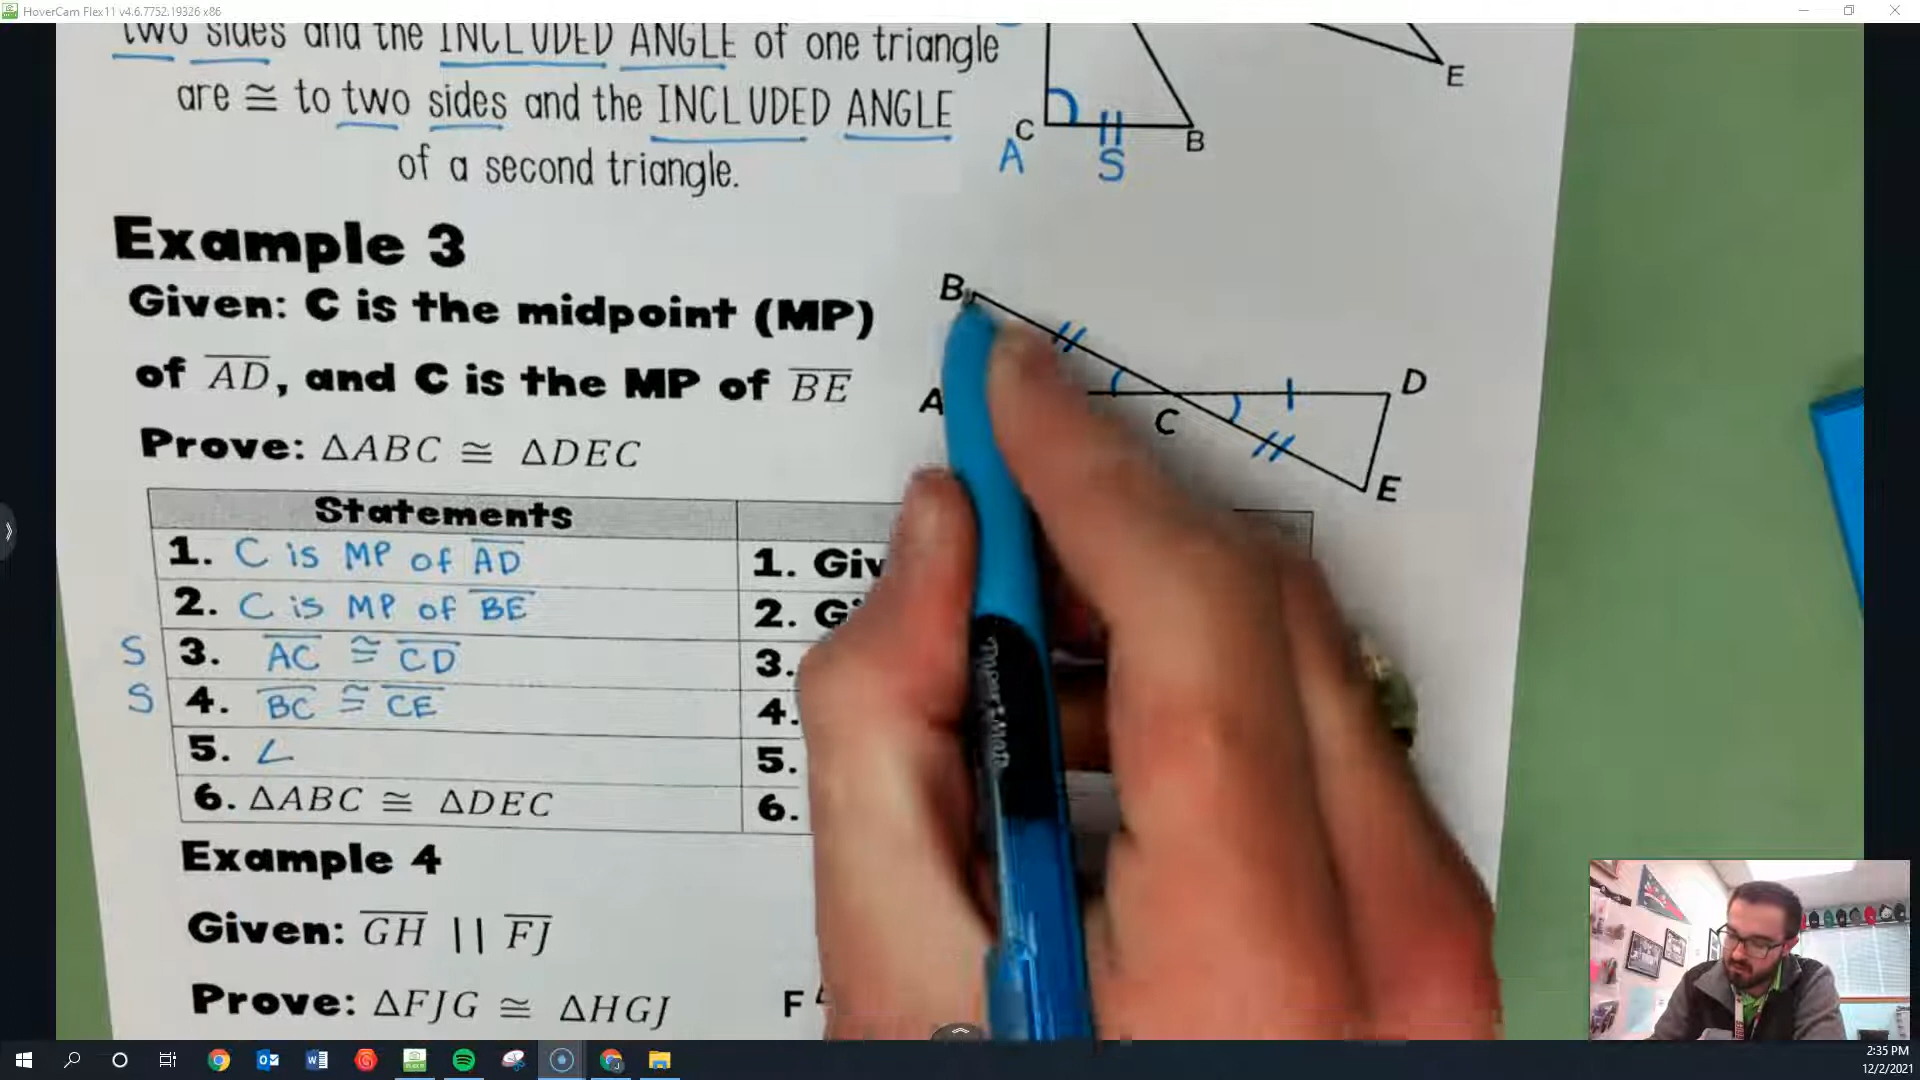 HoverCam Flex11 v4.6.7752.19326 x86
two sides and the INCLUDED ANGLE of one triangle
are ≅ to two sides and the INCLUDED ANGLE
of a second triangle.
E
C
B
A
S
Example 3
Given: C is the midpoint (MP)
of AD, and C is the MP of BE
Prove: ΔABC ≅ ΔDEC
B
A
C
D
E
Statements
1. C is MP of AD
1.
2. C is MP of BE
2.
S 3. AC ≅ CD
3.
S 4. BC ≅ CE
4.
5. ∠
5.
6. ΔABC ≅ ΔDEC
6.
Example 4
Given: GH || FJ
Prove: ΔFJG ≅ ΔHGJ
F
2:35 PM
12/2/2021